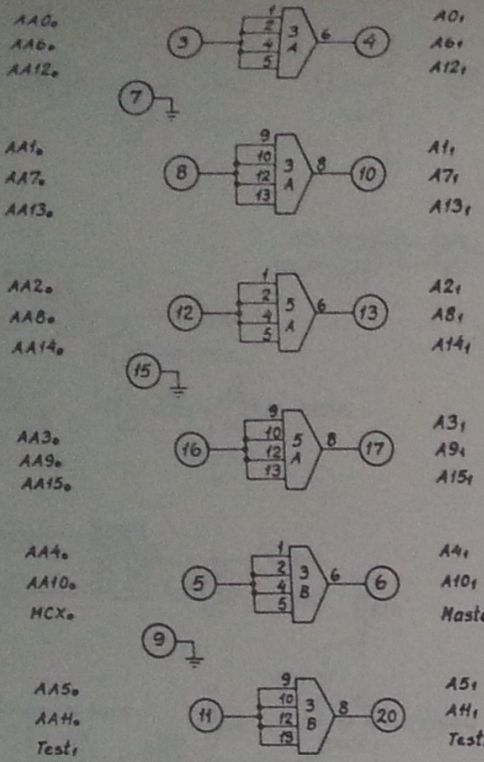 AA0₀
AA6₀
AA12₀
3
1
2
4
5
3
A
6
4
A0₁
A6₁
A12₁
7
AA1₀
AA7₀
AA13₀
8
9
10
12
13
3
A
8
10
A1₁
A7₁
A13₁
AA2₀
AA8₀
AA14₀
12
1
2
4
5
5
A
6
13
A2₁
A8₁
A14₁
15
AA3₀
AA9₀
AA15₀
16
9
10
12
13
5
A
8
17
A3₁
A9₁
A15₁
AA4₀
AA10₀
MCX₀
5
1
2
4
5
3
B
6
6
A4₁
A10₁
9
AA5₀
AA11₀
Test₁
11
9
10
12
13
3
B
8
20
A5₁
A11₁
Test